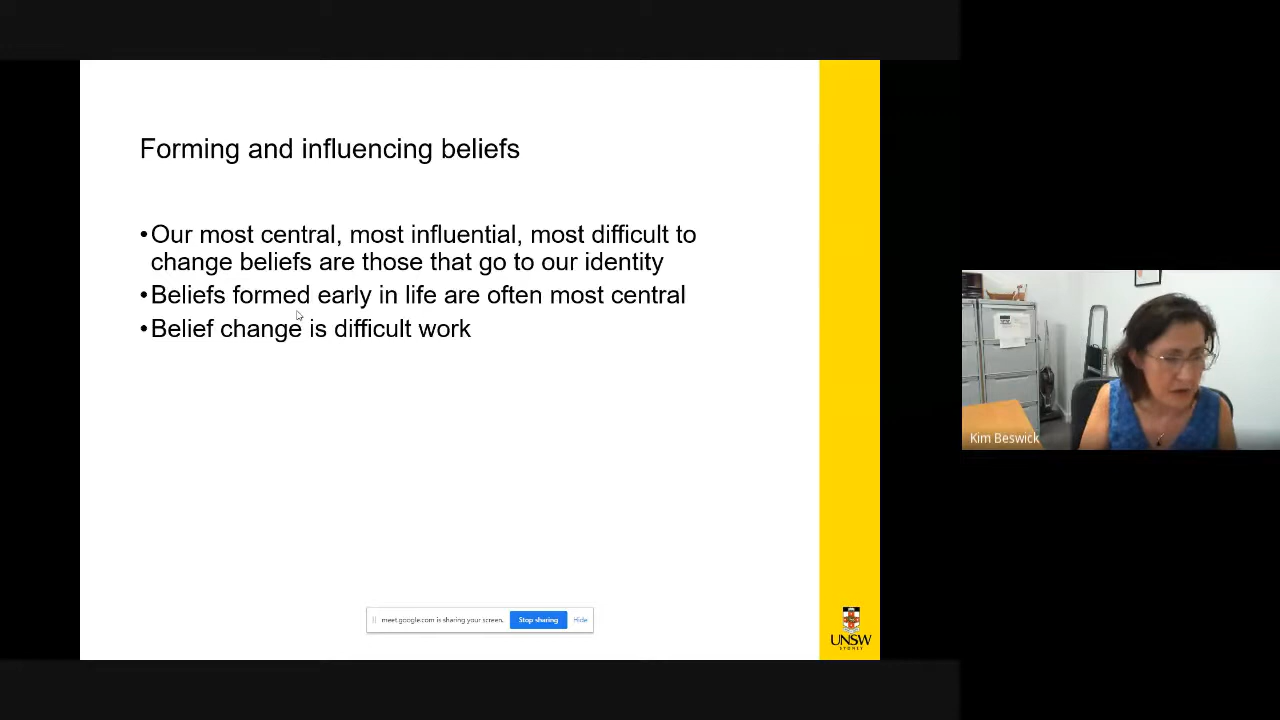 Forming and influencing beliefs
•Our most central, most influential, most difficult to
change beliefs are those that go to our identity
•Beliefs formed early in life are often most central
•Belief change is difficult work
Kim Beswick
meet.google.com is sharing your screen.
Stop sharing
Hide
UNSW
SYDNEY